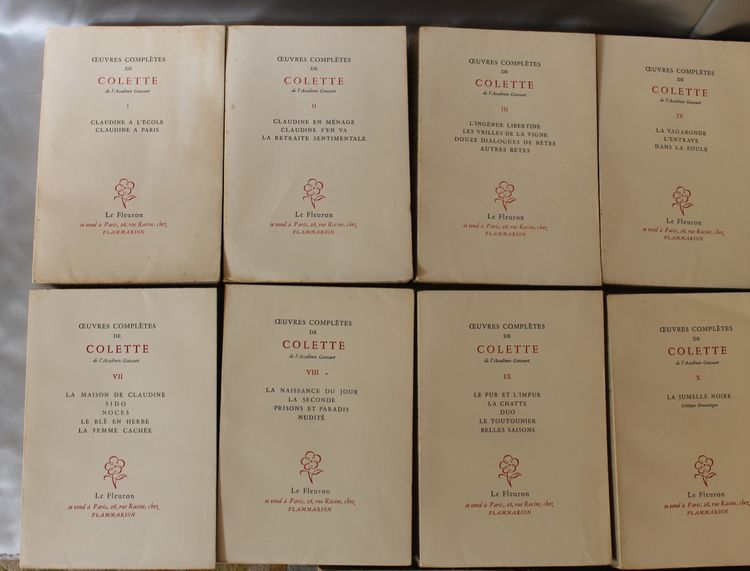 ŒUVRES COMPLÈTES
DE
COLETTE
de l'Académie Goncourt
I
CLAUDINE A L'ÉCOLE
CLAUDINE A PARIS
Le Fleuron
se vend à Paris, 26, rue Racine, chez
FLAMMARION
ŒUVRES COMPLÈTES
DE
COLETTE
de l'Académie Goncourt
II
CLAUDINE EN MÉNAGE
CLAUDINE S'EN VA
LA RETRAITE SENTIMENTALE
Le Fleuron
se vend à Paris, 26, rue Racine, chez
FLAMMARION
ŒUVRES COMPLÈTES
DE
COLETTE
de l'Académie Goncourt
III
L'INGÉNUE LIBERTINE
LES VRILLES DE LA VIGNE
DOUZE DIALOGUES DE BÊTES
AUTRES BÊTES
Le Fleuron
se vend à Paris, 26, rue Racine, chez
FLAMMARION
ŒUVRES COMPLÈTES
DE
COLETTE
de l'Académie Goncourt
IV
LA VAGABONDE
L'ENTRAVE
DANS LA FOULE
Le Fleuron
se vend à Paris, 26, rue Racine, chez
FLAMMARION
ŒUVRES COMPLÈTES
DE
COLETTE
de l'Académie Goncourt
VII
LA MAISON DE CLAUDINE
SIDO
NOCES
LE BLÉ EN HERBE
LA FEMME CACHÉE
Le Fleuron
se vend à Paris, 26, rue Racine, chez
FLAMMARION
ŒUVRES COMPLÈTES
DE
COLETTE
de l'Académie Goncourt
VIII
LA NAISSANCE DU JOUR
LA SECONDE
PRISONS ET PARADIS
NUDITÉ
Le Fleuron
se vend à Paris, 26, rue Racine, chez
FLAMMARION
ŒUVRES COMPLÈTES
DE
COLETTE
de l'Académie Goncourt
IX
LE PUR ET L'IMPUR
LA CHATTE
DUO
LE TOUTOUNIER
BELLES SAISONS
Le Fleuron
se vend à Paris, 26, rue Racine, chez
FLAMMARION
ŒUVRES COMPLÈTES
DE
COLETTE
de l'Académie Goncourt
X
LA JUMELLE NOIRE
Critique dramatique
Le Fleuron
se vend à Paris, 26, rue Racine, chez
FLAMMARION